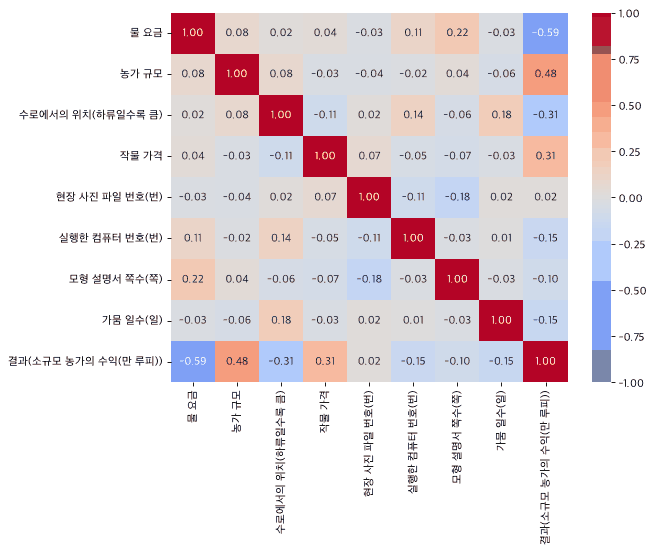 물 요금 1.00 0.08 0.02 0.04 −0.03 0.11 0.22 −0.03 −0.59
농가 규모 0.08 1.00 0.08 −0.03 −0.04 −0.02 0.04 −0.06 0.48
수로에서의 위치(하류일수록 큼) 0.02 0.08 1.00 −0.11 0.02 0.14 −0.06 0.18 −0.31
작물 가격 0.04 −0.03 −0.11 1.00 0.07 −0.05 −0.07 −0.03 0.31
현장 사진 파일 번호(번) −0.03 −0.04 0.02 0.07 1.00 −0.11 −0.18 0.02 0.02
실행한 컴퓨터 번호(번) 0.11 −0.02 0.14 −0.05 −0.11 1.00 −0.03 0.01 −0.15
모형 설명서 쪽수(쪽) 0.22 0.04 −0.06 −0.07 −0.18 −0.03 1.00 −0.03 −0.10
가뭄 일수(일) −0.03 −0.06 0.18 −0.03 0.02 0.01 −0.03 1.00 −0.15
결과(소규모 농가의 수익(만 루피)) −0.59 0.48 −0.31 0.31 0.02 −0.15 −0.10 −0.15 1.00
물 요금
농가 규모
수로에서의 위치(하류일수록 큼)
작물 가격
현장 사진 파일 번호(번)
실행한 컴퓨터 번호(번)
모형 설명서 쪽수(쪽)
가뭄 일수(일)
결과(소규모 농가의 수익(만 루피))
1.00
0.75
0.50
0.25
0.00
−0.25
−0.50
−0.75
−1.00